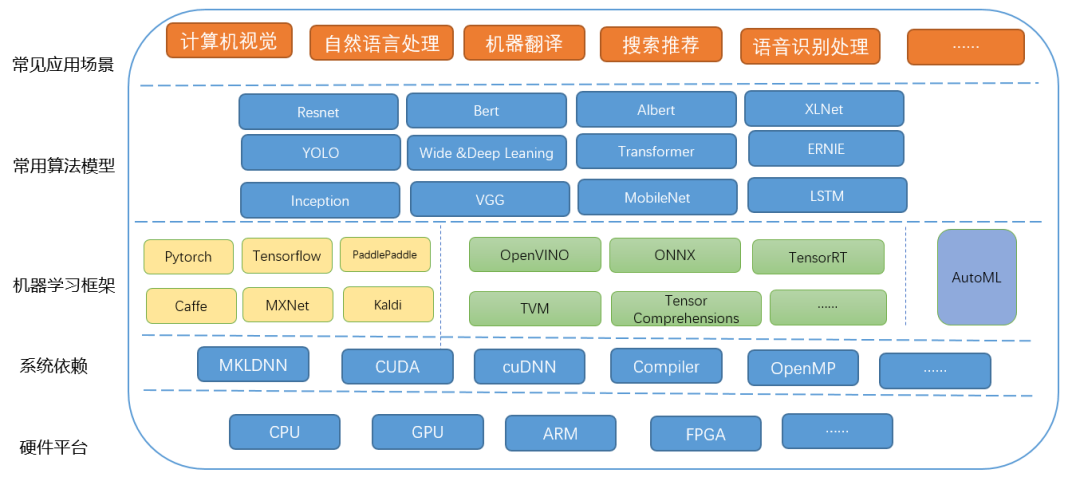 常见应用场景
计算机视觉
自然语言处理
机器翻译
搜索推荐
语音识别处理
……
常用算法模型
Resnet
Bert
Albert
XLNet
YOLO
Wide &Deep Leaning
Transformer
ERNIE
Inception
VGG
MobileNet
LSTM
机器学习框架
Pytorch
Tensorflow
PaddlePaddle
OpenVINO
ONNX
TensorRT
AutoML
Caffe
MXNet
Kaldi
TVM
Tensor
Comprehensions
……
系统依赖
MKLDNN
CUDA
cuDNN
Compiler
OpenMP
……
硬件平台
CPU
GPU
ARM
FPGA
……